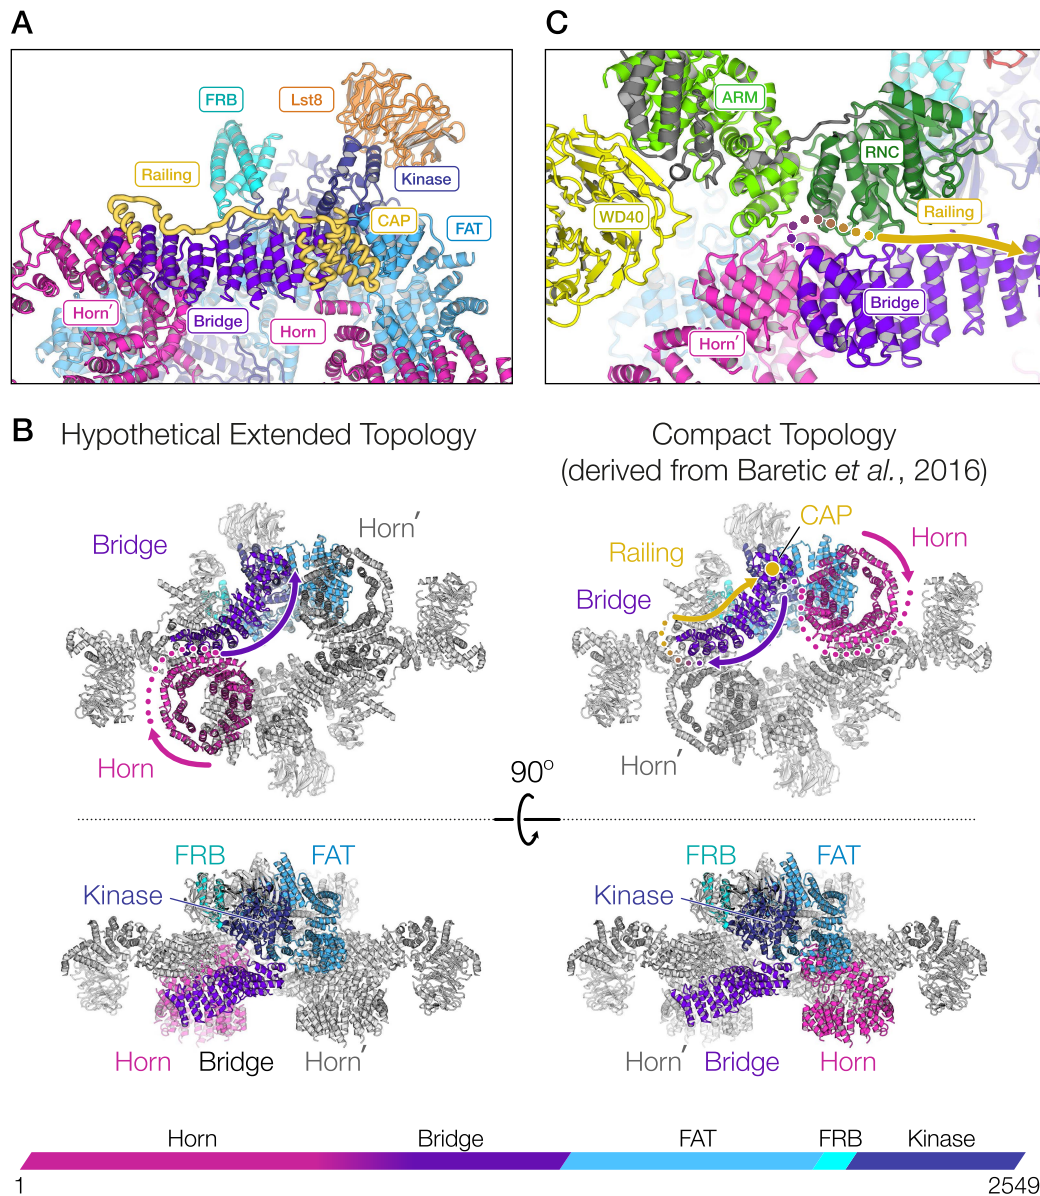 A
FRB
Lst8
Railing
Kinase
CAP
FAT
Horn′
Bridge
Horn
C
ARM
RNC
WD40
Railing
Bridge
Horn′
B
Hypothetical Extended Topology
Compact Topology
(derived from Baretic et al., 2016)
Bridge
Horn′
Horn
CAP
Railing
Horn
Bridge
Horn′
90º
FRB
FAT
Kinase
Horn
Bridge
Horn′
FRB
FAT
Kinase
Horn′
Bridge
Horn
Horn
Bridge
FAT
FRB
Kinase
1
2549